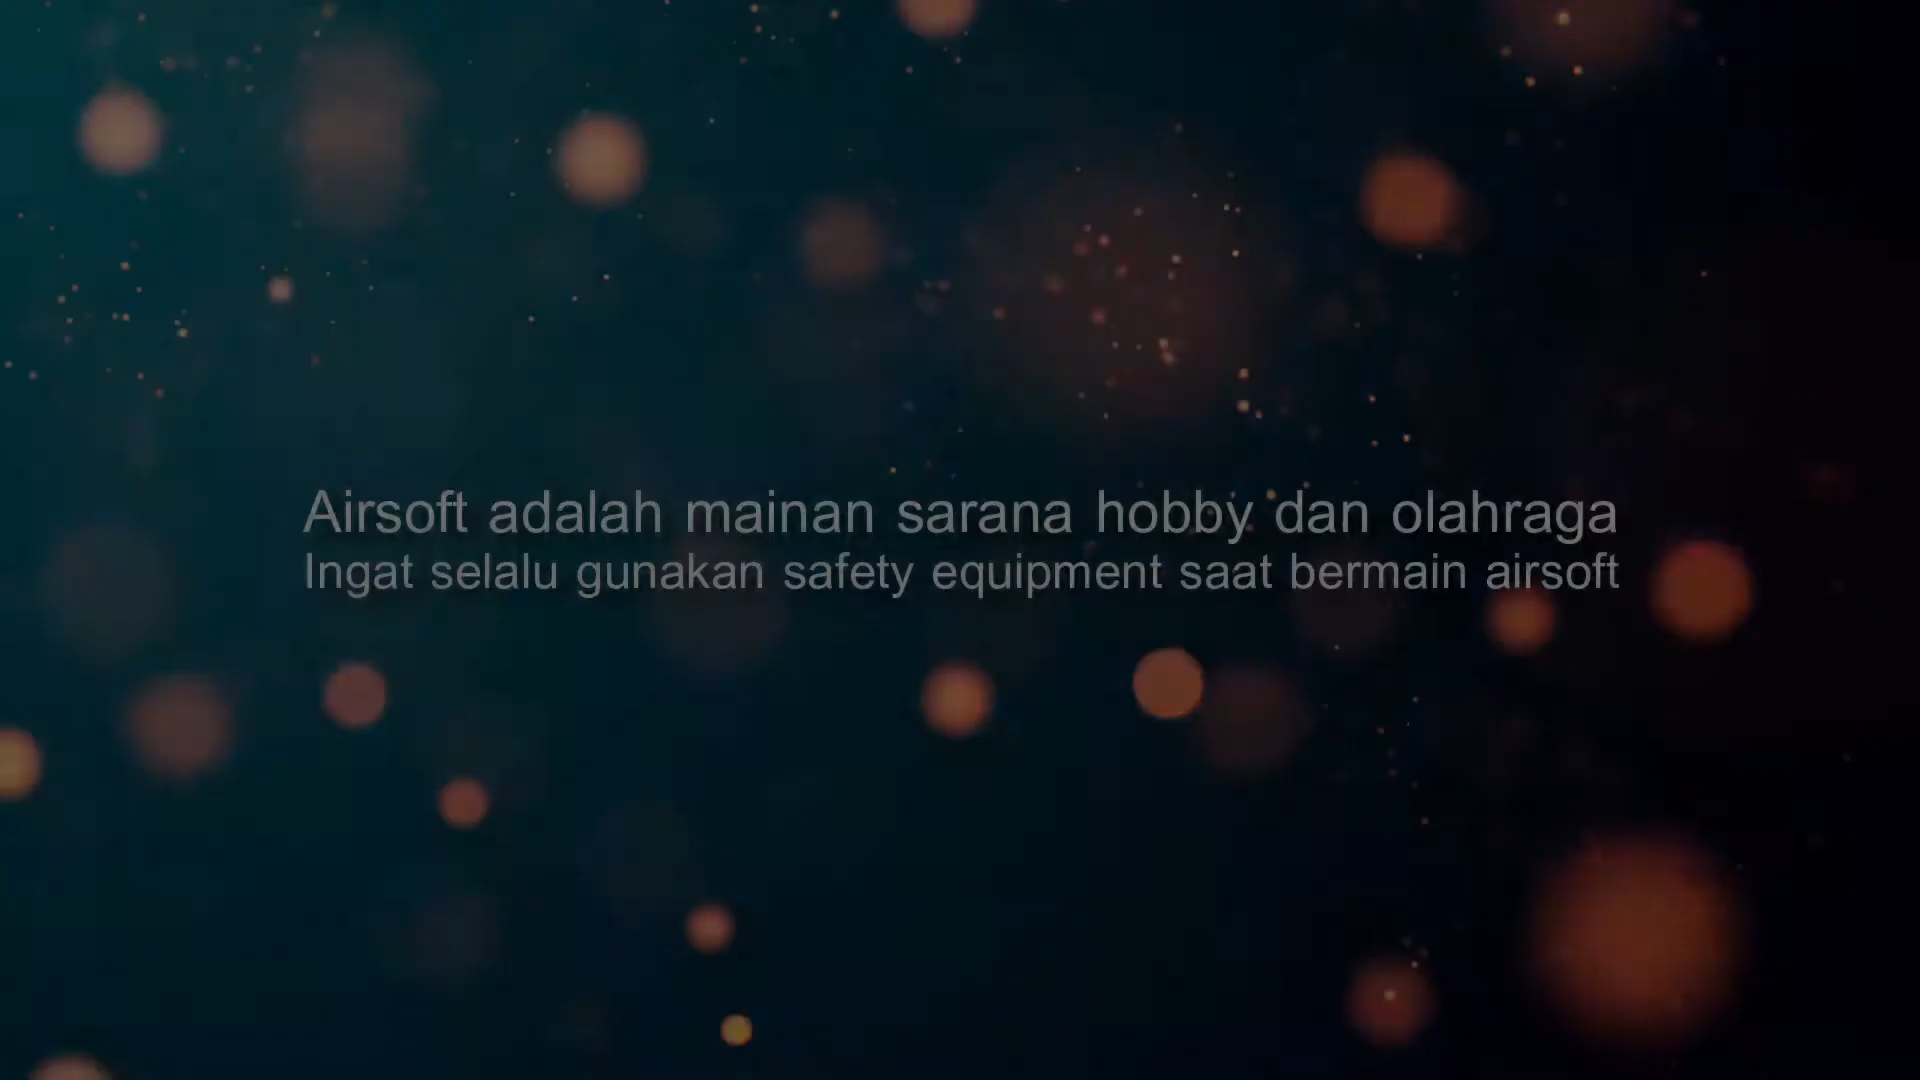 Airsoft adalah mainan sarana hobby dan olahraga
Ingat selalu gunakan safety equipment saat bermain airsoft